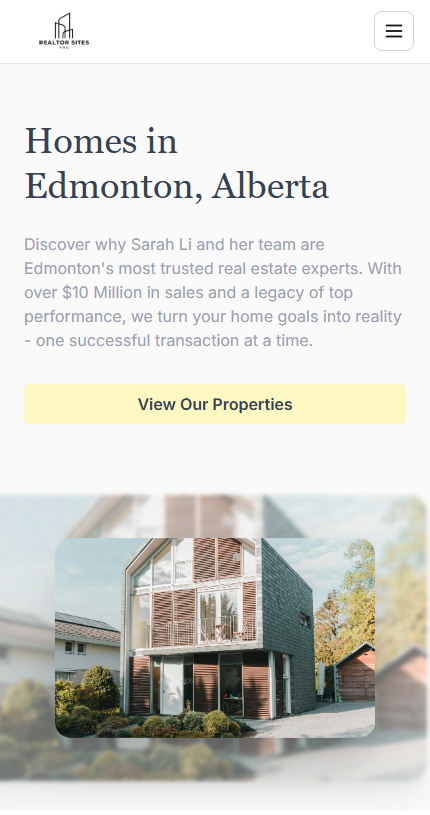 REALTOR SITES
PRO
Homes in
Edmonton, Alberta
Discover why Sarah Li and her team are
Edmonton's most trusted real estate experts. With
over $10 Million in sales and a legacy of top
performance, we turn your home goals into reality
- one successful transaction at a time.
View Our Properties